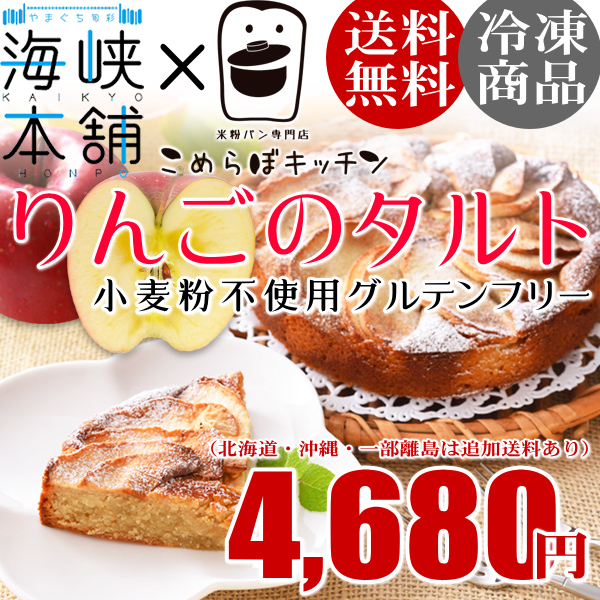 やまぐち旬彩
海峡
KAIKYO
本舗
HONPO
×
米粉パン専門店
こめらぼキッチン
送料
無料
冷凍
商品
りんごのタルト
小麦粉不使用グルテンフリー
（北海道・沖縄・一部離島は追加送料あり）
4,680円